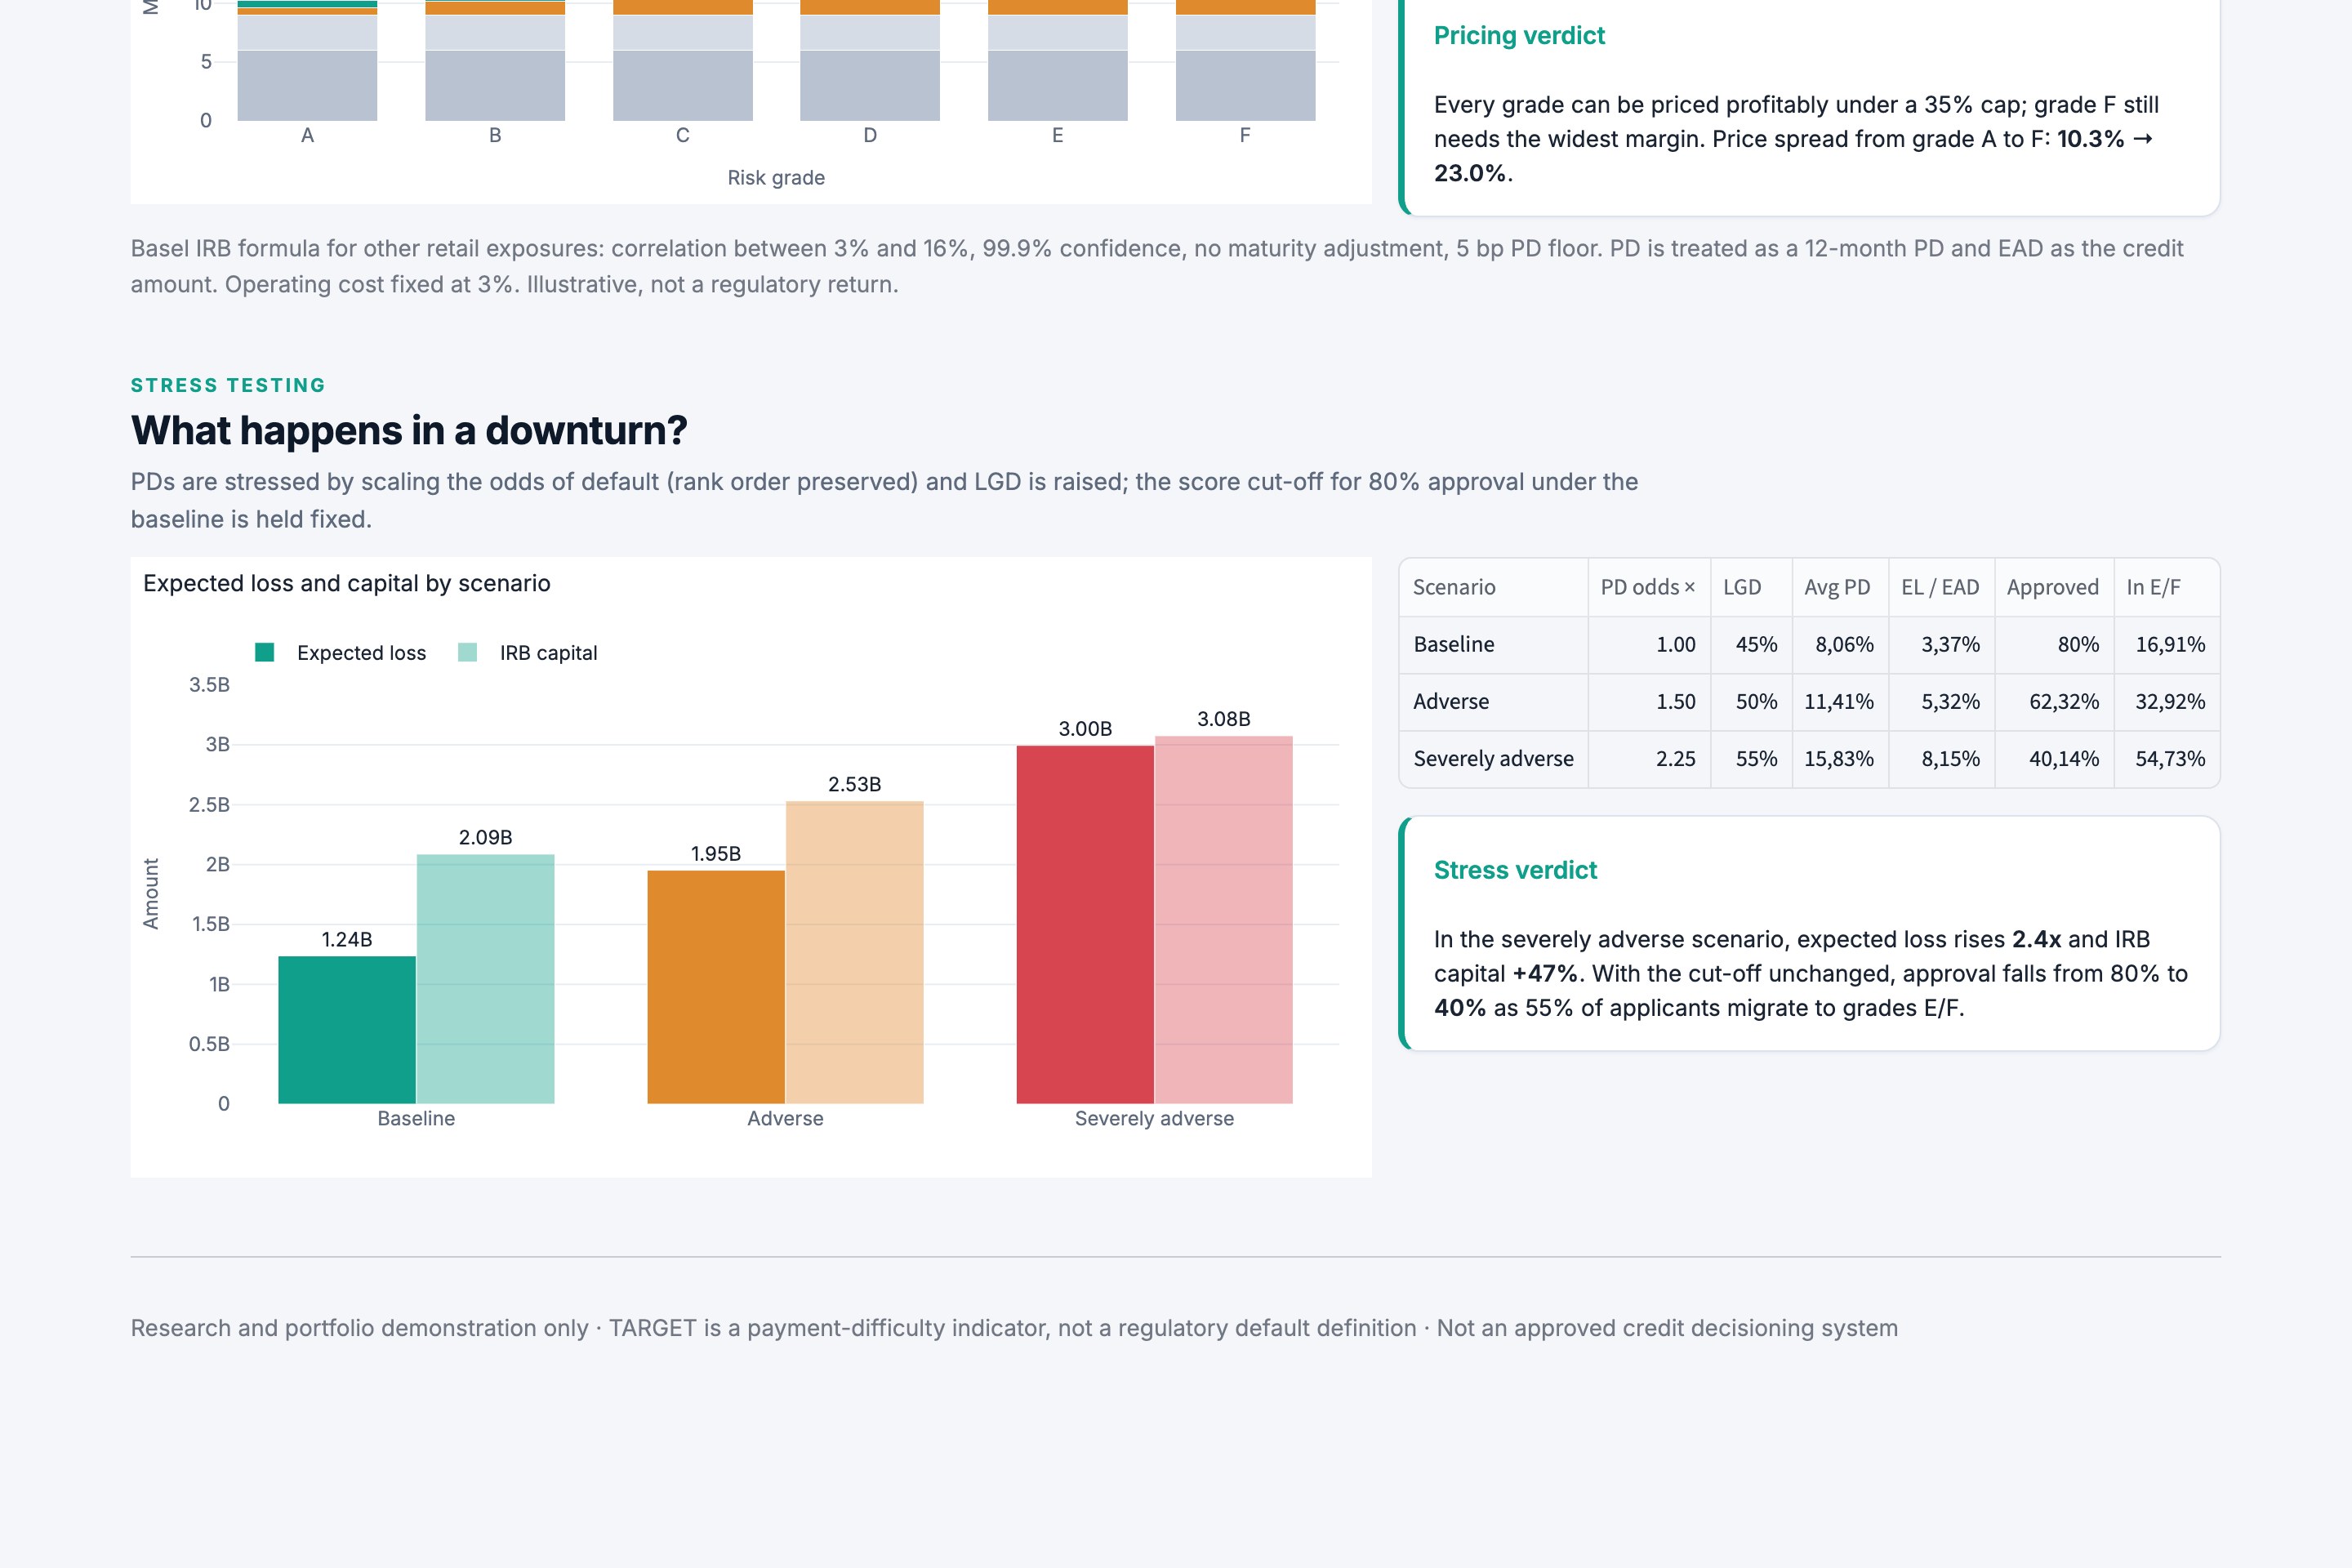 10
5
0
A
B
C
D
E
F
Risk grade
Pricing verdict
Every grade can be priced profitably under a 35% cap; grade F still
needs the widest margin. Price spread from grade A to F: 10.3% →
23.0%.
Basel IRB formula for other retail exposures: correlation between 3% and 16%, 99.9% confidence, no maturity adjustment, 5 bp PD floor. PD is treated as a 12-month PD and EAD as the credit
amount. Operating cost fixed at 3%. Illustrative, not a regulatory return.
STRESS TESTING
What happens in a downturn?
PDs are stressed by scaling the odds of default (rank order preserved) and LGD is raised; the score cut-off for 80% approval under the
baseline is held fixed.
Expected loss and capital by scenario
Expected loss
IRB capital
3.5B
3B
2.5B
2B
1.5B
1B
0.5B
0
Amount
1.24B
2.09B
1.95B
2.53B
3.00B
3.08B
Baseline
Adverse
Severely adverse
Scenario PD odds × LGD Avg PD EL / EAD Approved In E/F
Baseline 1.00 45% 8,06% 3,37% 80% 16,91%
Adverse 1.50 50% 11,41% 5,32% 62,32% 32,92%
Severely adverse 2.25 55% 15,83% 8,15% 40,14% 54,73%
Stress verdict
In the severely adverse scenario, expected loss rises 2.4x and IRB
capital +47%. With the cut-off unchanged, approval falls from 80% to
40% as 55% of applicants migrate to grades E/F.
Research and portfolio demonstration only · TARGET is a payment-difficulty indicator, not a regulatory default definition · Not an approved credit decisioning system